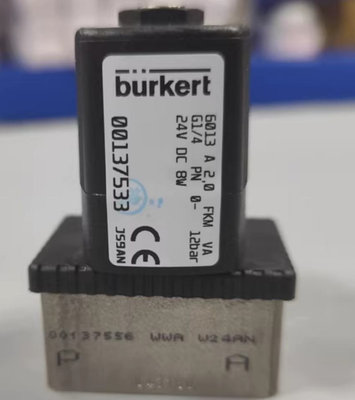 bürkert
6013 A 2,0 FKM VA
G1/4 PN 0- 12bar
24V DC 8W
00137533
CE
JS9AN
00137556 WWA W24AN
P A